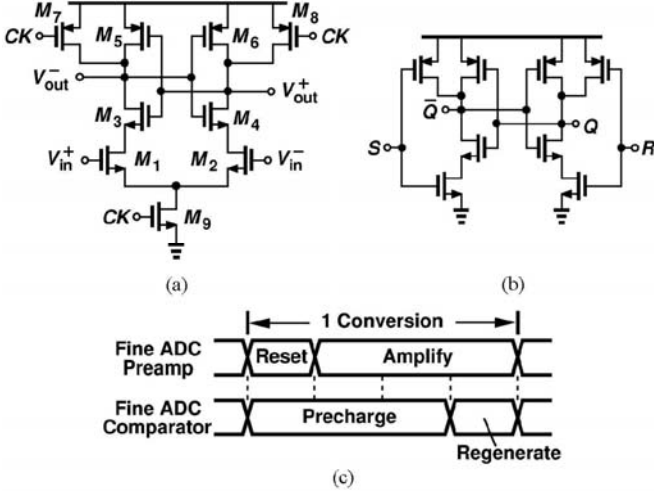 M7 M8
CK M5 M6 CK
V−out V+out
M3 M4
V+in M1 M2 V−in
CK M9
(a)
Q̅ Q
S R
(b)
1 Conversion
Fine ADC
Preamp
Reset Amplify
Fine ADC
Comparator
Precharge
Regenerate
(c)